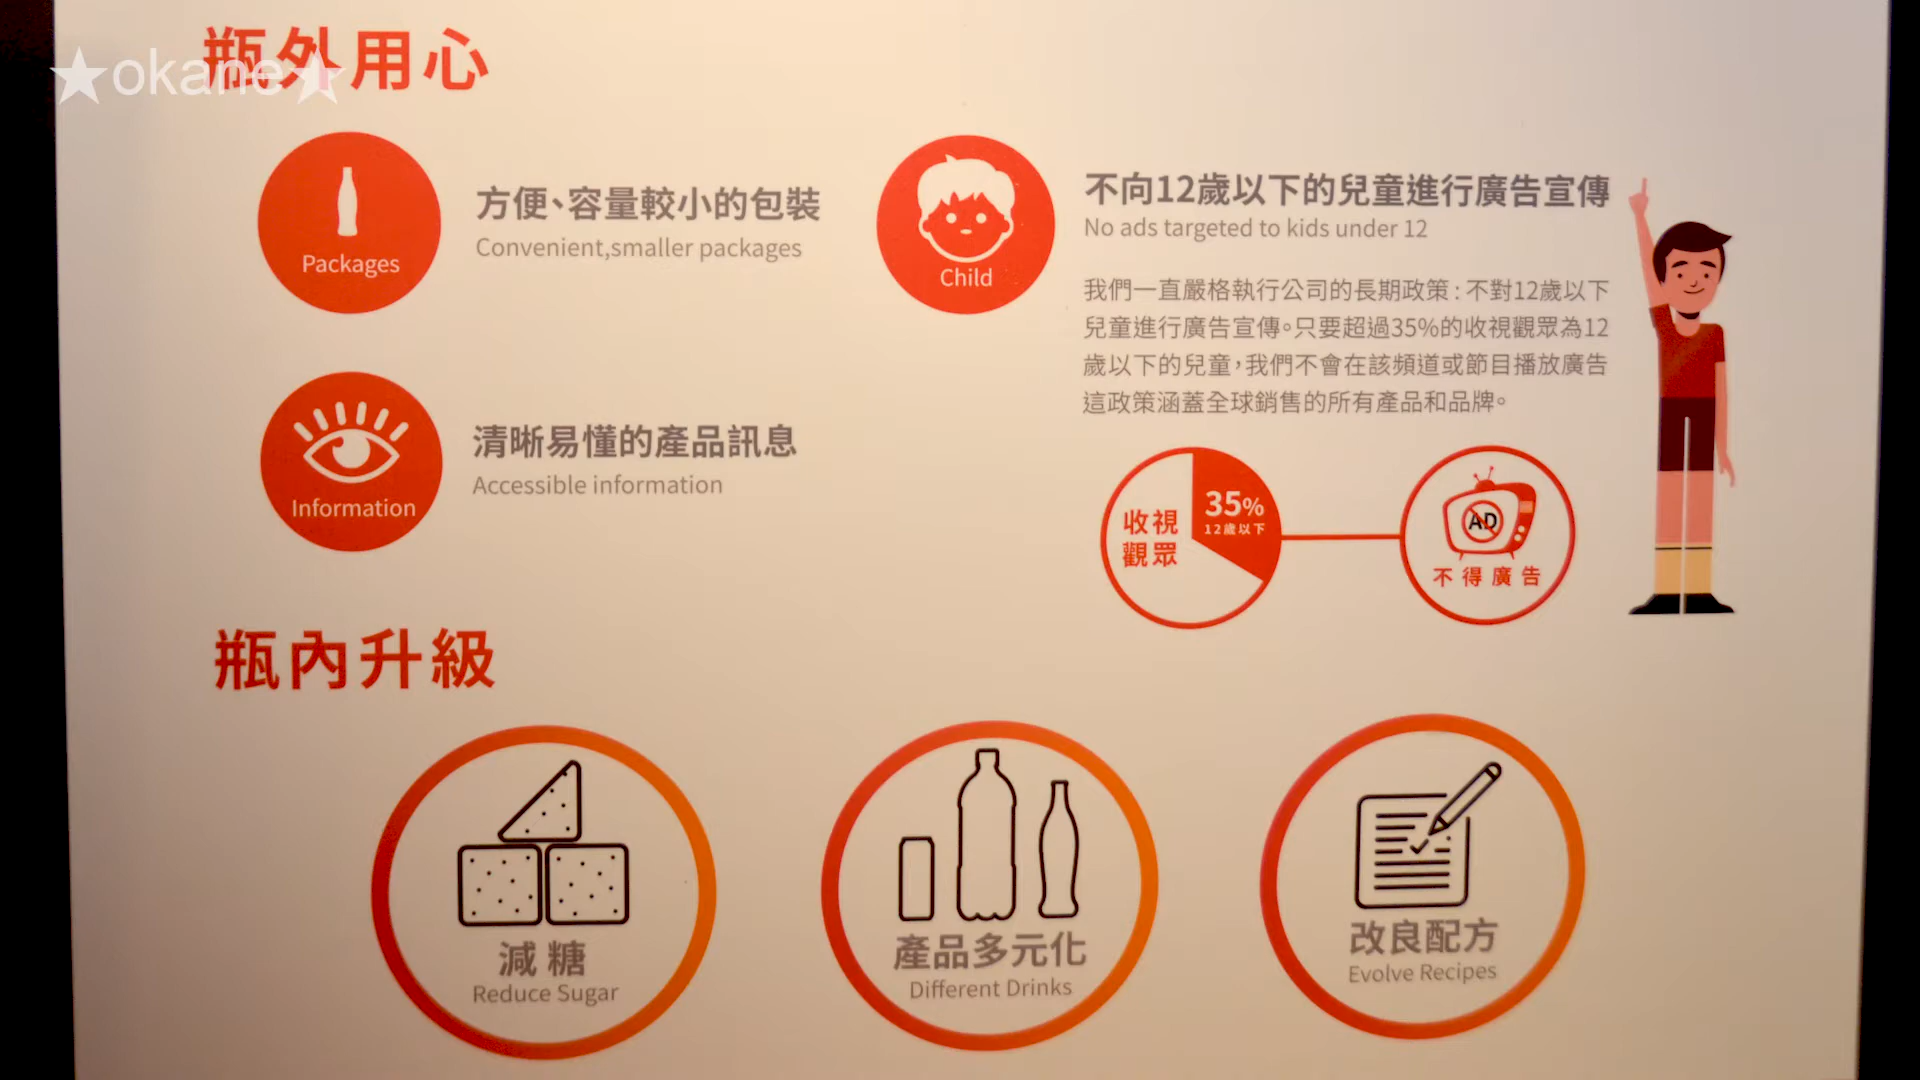 ★okane★
瓶外用心
Packages
方便、容量較小的包裝
Convenient,smaller packages
Child
不向12歲以下的兒童進行廣告宣傳
No ads targeted to kids under 12
我們一直嚴格執行公司的長期政策:不對12歲以下
兒童進行廣告宣傳。只要超過35%的收視觀眾為12
歲以下的兒童,我們不會在該頻道或節目播放廣告
這政策涵蓋全球銷售的所有產品和品牌。
Information
清晰易懂的產品訊息
Accessible information
收視
觀眾
35%
12歲以下
AD
不得廣告
瓶內升級
減糖
Reduce Sugar
產品多元化
Different Drinks
改良配方
Evolve Recipes